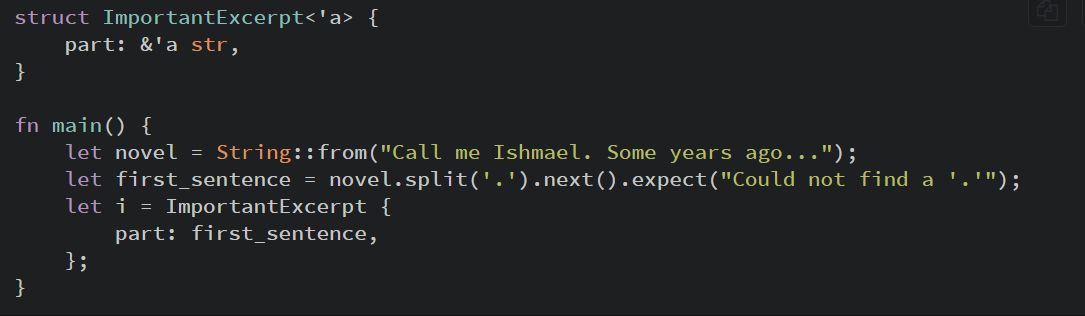 struct ImportantExcerpt<'a> {
    part: &'a str,
}

fn main() {
    let novel = String::from("Call me Ishmael. Some years ago...");
    let first_sentence = novel.split('.').next().expect("Could not find a '.'");
    let i = ImportantExcerpt {
        part: first_sentence,
    };
}